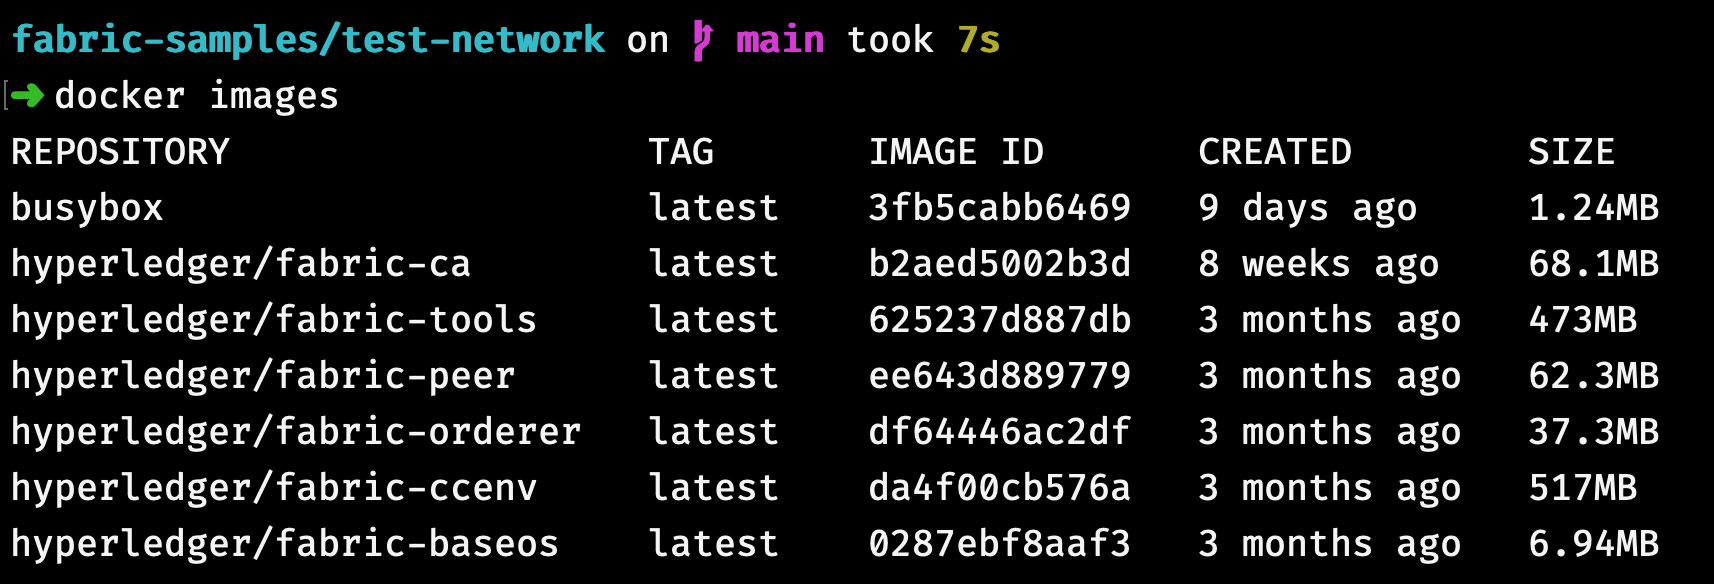 fabric-samples/test-network on main took 7s
➜ docker images
REPOSITORY TAG IMAGE ID CREATED SIZE
busybox latest 3fb5cabb6469 9 days ago 1.24MB
hyperledger/fabric-ca latest b2aed5002b3d 8 weeks ago 68.1MB
hyperledger/fabric-tools latest 625237d887db 3 months ago 473MB
hyperledger/fabric-peer latest ee643d889779 3 months ago 62.3MB
hyperledger/fabric-orderer latest df64446ac2df 3 months ago 37.3MB
hyperledger/fabric-ccenv latest da4f00cb576a 3 months ago 517MB
hyperledger/fabric-baseos latest 0287ebf8aaf3 3 months ago 6.94MB